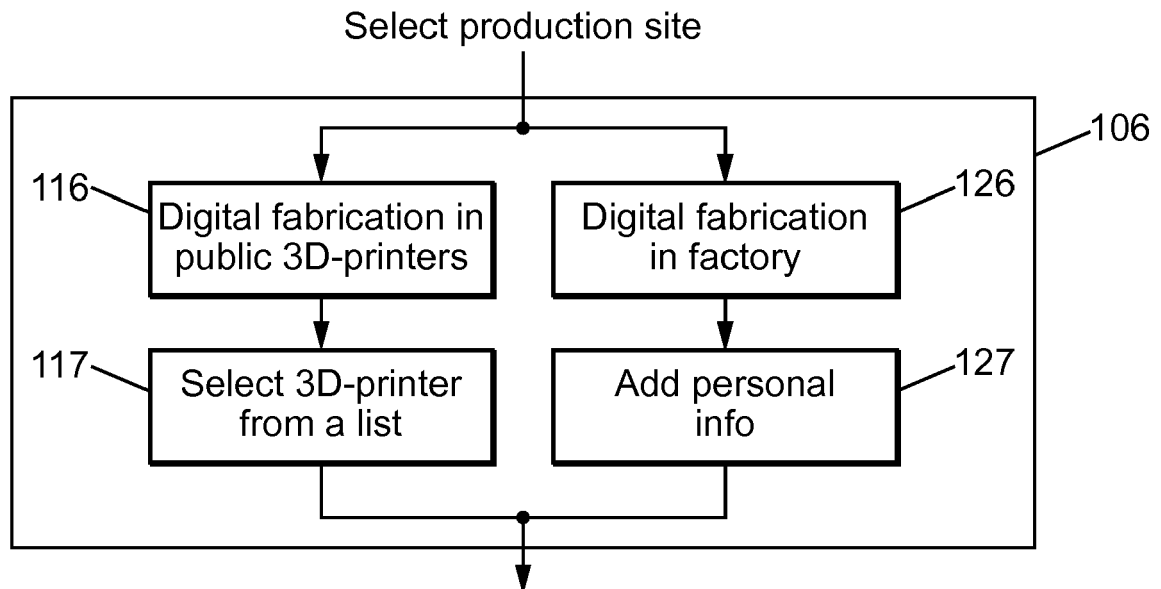 Select production site
106
116
Digital fabrication in
public 3D-printers
126
Digital fabrication
in factory
117
Select 3D-printer
from a list
127
Add personal
info